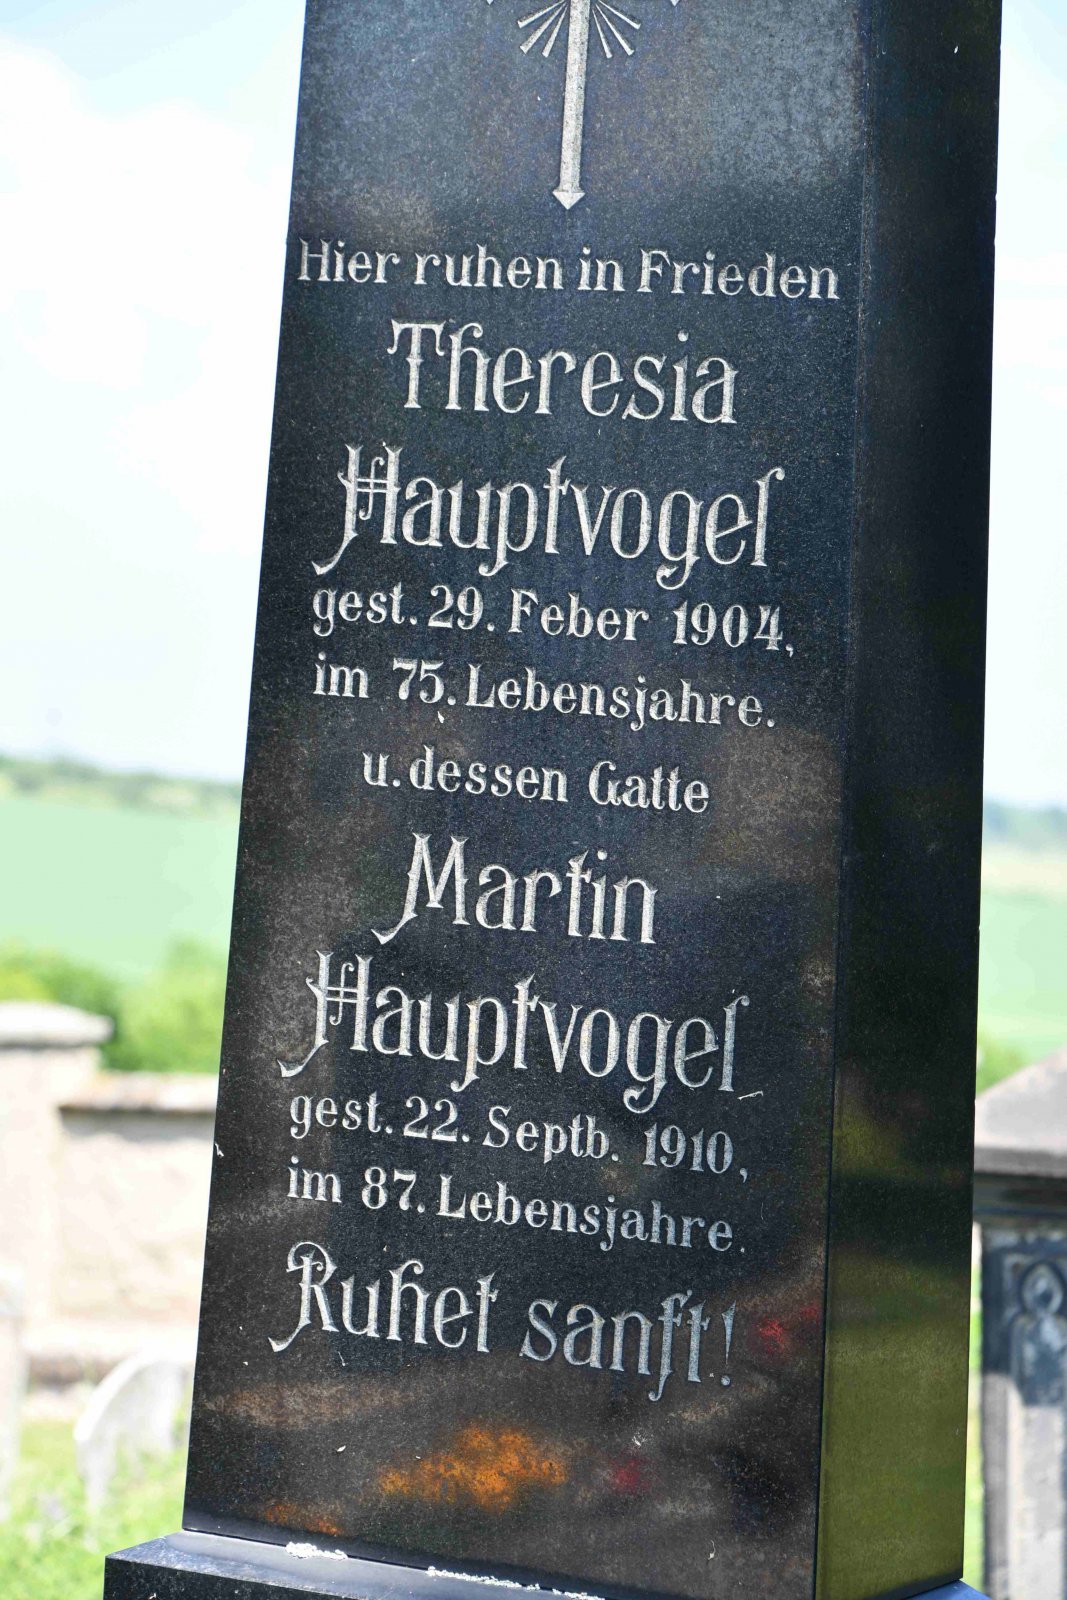 Hier ruhen in Frieden
Theresia
Hauptvogel
gest. 29. Feber 1904,
im 75. Lebensjahre.
u. dessen Gatte
Martin
Hauptvogel
gest. 22. Septb. 1910,
im 87. Lebensjahre.
Ruhet sanft!